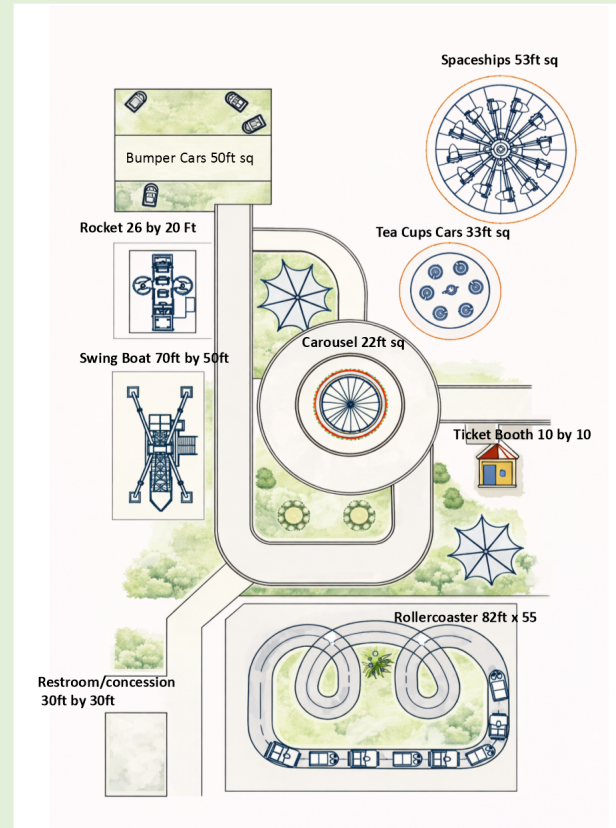 Spaceships 53ft sq
Bumper Cars 50ft sq
Rocket 26 by 20 Ft
Tea Cups Cars 33ft sq
Carousel 22ft sq
Swing Boat 70ft by 50ft
Ticket Booth 10 by 10
Rollercoaster 82ft x 55
Restroom/concession
30ft by 30ft